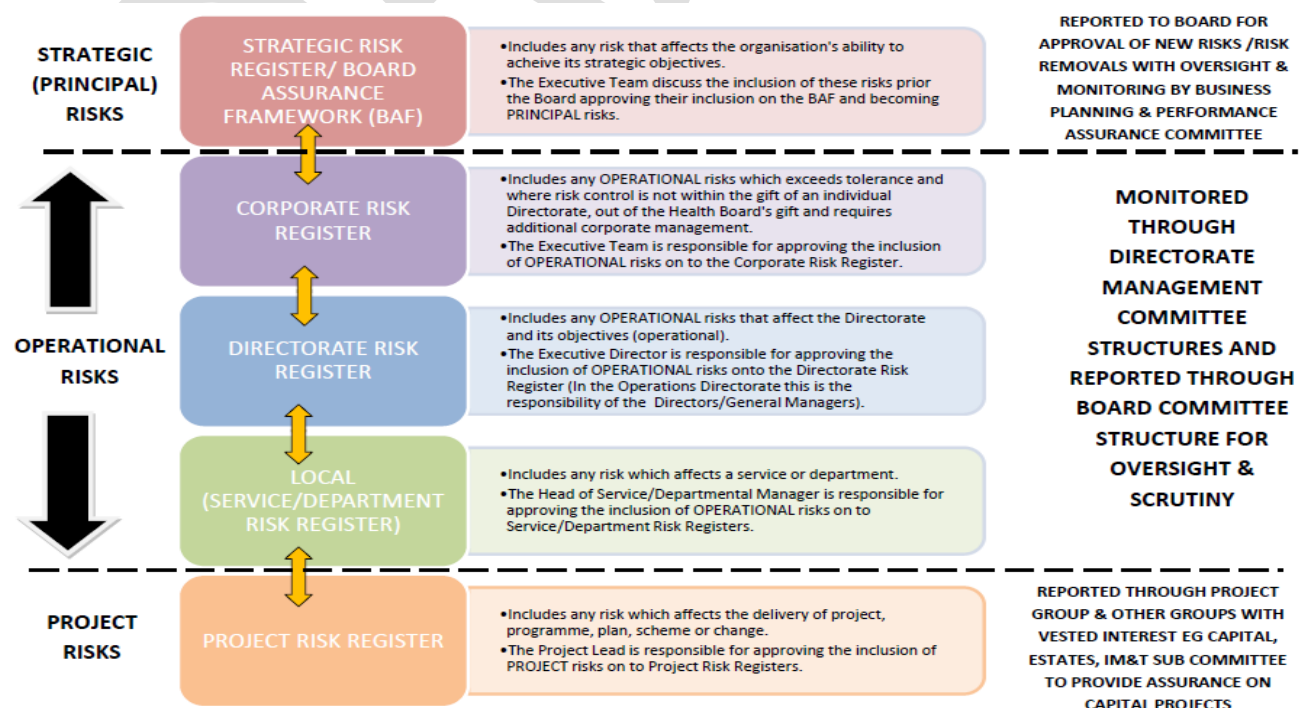 STRATEGIC
(PRINCIPAL)
RISKS
STRATEGIC RISK
REGISTER/ BOARD
ASSURANCE
FRAMEWORK (BAF)
•Includes any risk that affects the organisation's ability to
acheive its strategic objectives.
•The Executive Team discuss the inclusion of these risks prior
the Board approving their inclusion on the BAF and becoming
PRINCIPAL risks.
REPORTED TO BOARD FOR
APPROVAL OF NEW RISKS /RISK
REMOVALS WITH OVERSIGHT &
MONITORING BY BUSINESS
PLANNING & PERFORMANCE
ASSURANCE COMMITTEE
OPERATIONAL
RISKS
CORPORATE RISK
REGISTER
•Includes any OPERATIONAL risks which exceeds tolerance and
where risk control is not within the gift of an individual
Directorate, out of the Health Board's gift and requires
additional corporate management.
•The Executive Team is responsible for approving the inclusion
of OPERATIONAL risks on to the Corporate Risk Register.
DIRECTORATE RISK
REGISTER
•Includes any OPERATIONAL risks that affect the Directorate
and its objectives (operational).
•The Executive Director is responsible for approving the
inclusion of OPERATIONAL risks onto the Directorate Risk
Register (In the Operations Directorate this is the
responsibility of the Directors/General Managers).
LOCAL
(SERVICE/DEPARTMENT
RISK REGISTER)
•Includes any risk which affects a service or department.
•The Head of Service/Departmental Manager is responsible for
approving the inclusion of OPERATIONAL risks on to
Service/Department Risk Registers.
MONITORED
THROUGH
DIRECTORATE
MANAGEMENT
COMMITTEE
STRUCTURES AND
REPORTED THROUGH
BOARD COMMITTEE
STRUCTURE FOR
OVERSIGHT &
SCRUTINY
PROJECT
RISKS
PROJECT RISK REGISTER
•Includes any risk which affects the delivery of project,
programme, plan, scheme or change.
•The Project Lead is responsible for approving the inclusion of
PROJECT risks on to Project Risk Registers.
REPORTED THROUGH PROJECT
GROUP & OTHER GROUPS WITH
VESTED INTEREST EG CAPITAL,
ESTATES, IM&T SUB COMMITTEE
TO PROVIDE ASSURANCE ON
CAPITAL PROJECTS